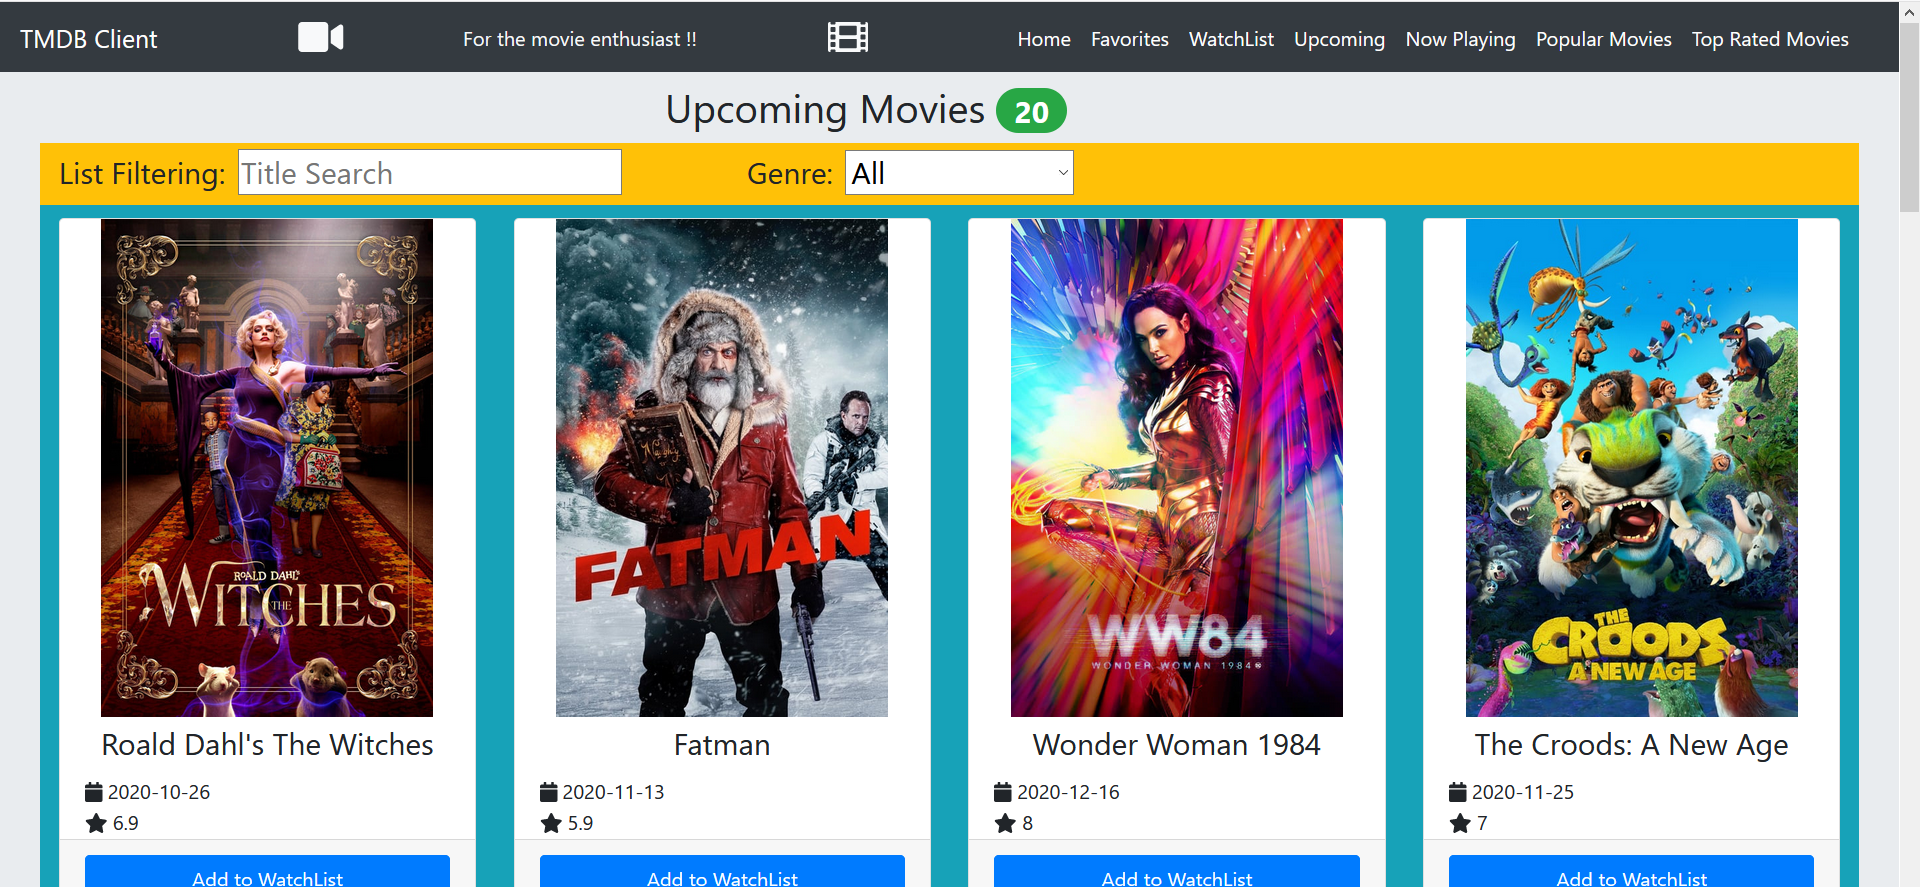 TMDB Client
For the movie enthusiast !!
Home Favorites WatchList Upcoming Now Playing Popular Movies Top Rated Movies
Upcoming Movies 20
List Filtering: Title Search Genre: All
ROALD DAHL'S
THE
WITCHES
FATMAN
WW84
WONDER WOMAN 1984
THE
CROODS
A NEW AGE
Roald Dahl's The Witches
2020-10-26
6.9
Add to WatchList
Fatman
2020-11-13
5.9
Add to WatchList
Wonder Woman 1984
2020-12-16
8
Add to WatchList
The Croods: A New Age
2020-11-25
7
Add to WatchList